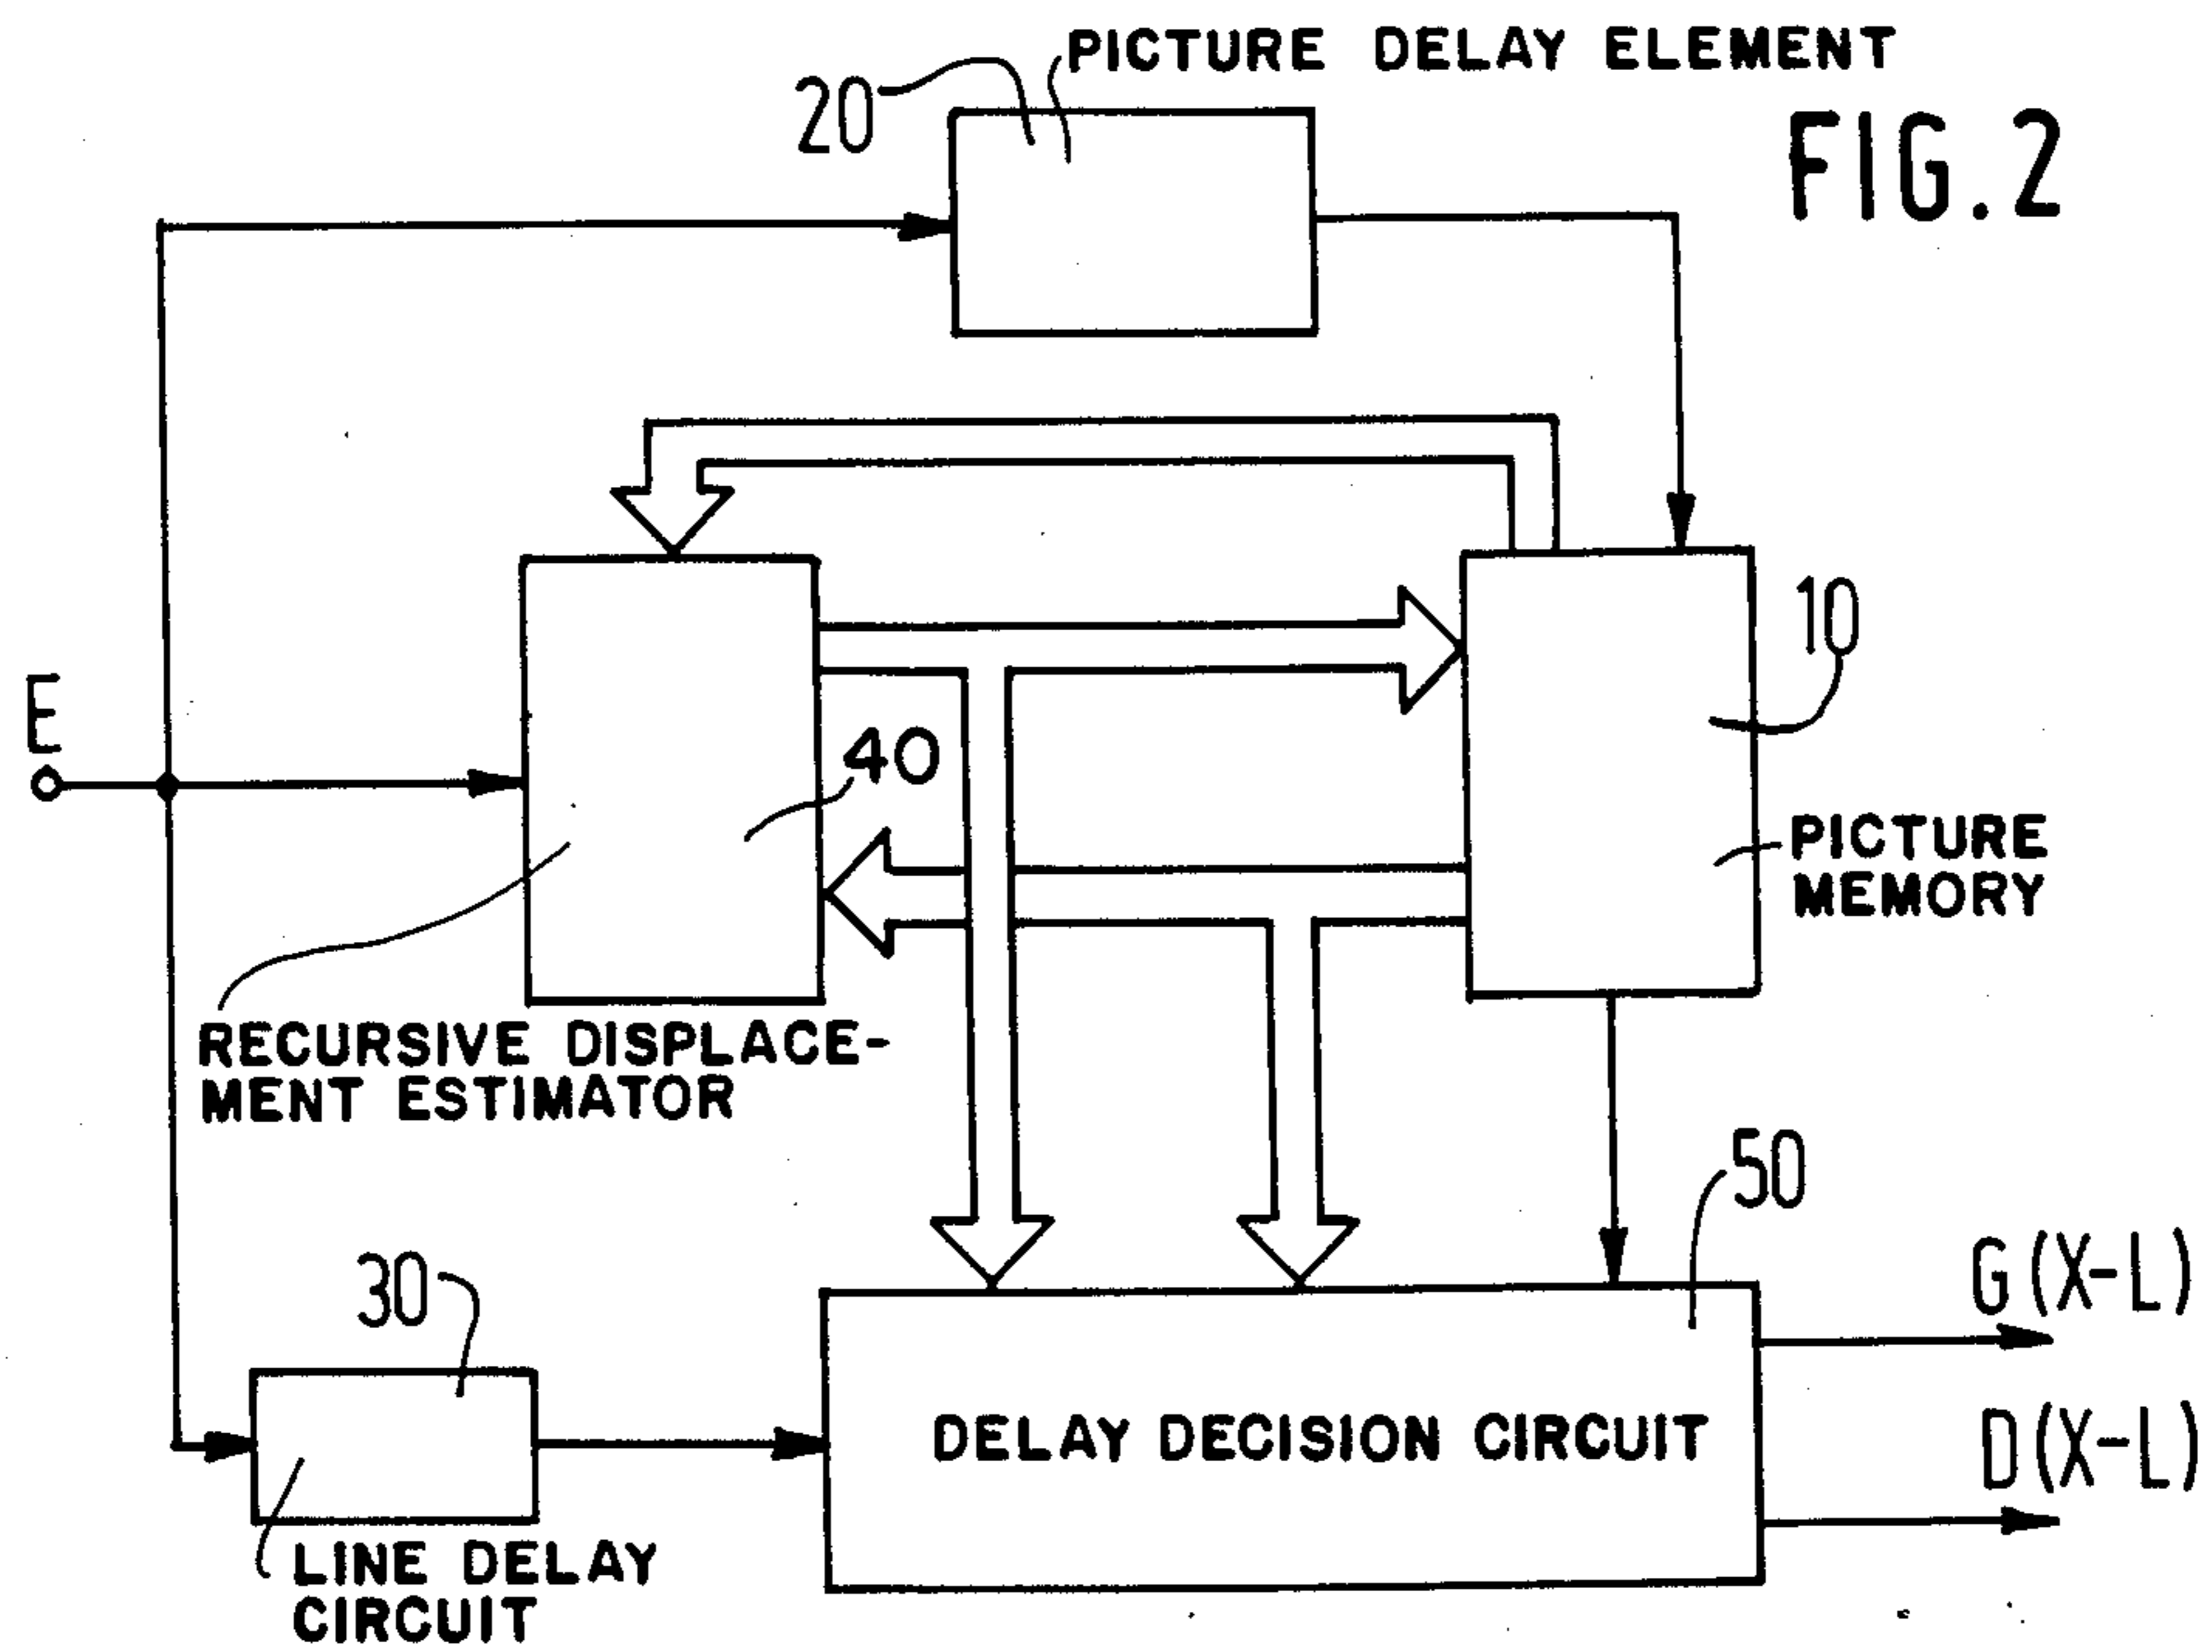 PICTURE DELAY ELEMENT
20
FIG.2
10
E
40
PICTURE
MEMORY
RECURSIVE DISPLACE-
MENT ESTIMATOR
50
30
G(X-L)
DELAY DECISION CIRCUIT
D(X-L)
LINE DELAY
CIRCUIT